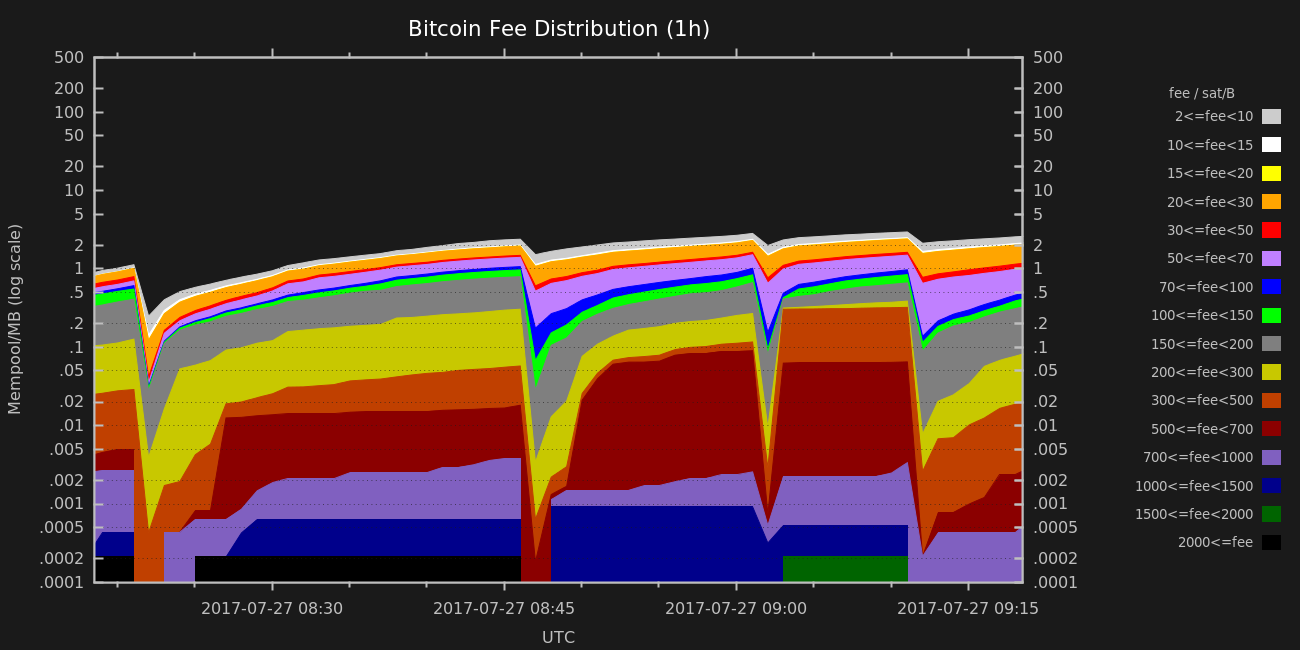 Bitcoin Fee Distribution (1h)
500 500
200 200
100 100
50 50
20 20
10 10
5 5
2 2
1 1
.5 .5
.2 .2
.1 .1
.05 .05
.02 .02
.01 .01
.005 .005
.002 .002
.001 .001
.0005 .0005
.0002 .0002
.0001 .0001
Mempool/MB (log scale)
2017-07-27 08:30 2017-07-27 08:45 2017-07-27 09:00 2017-07-27 09:15
UTC
fee / sat/B
2<=fee<10
10<=fee<15
15<=fee<20
20<=fee<30
30<=fee<50
50<=fee<70
70<=fee<100
100<=fee<150
150<=fee<200
200<=fee<300
300<=fee<500
500<=fee<700
700<=fee<1000
1000<=fee<1500
1500<=fee<2000
2000<=fee